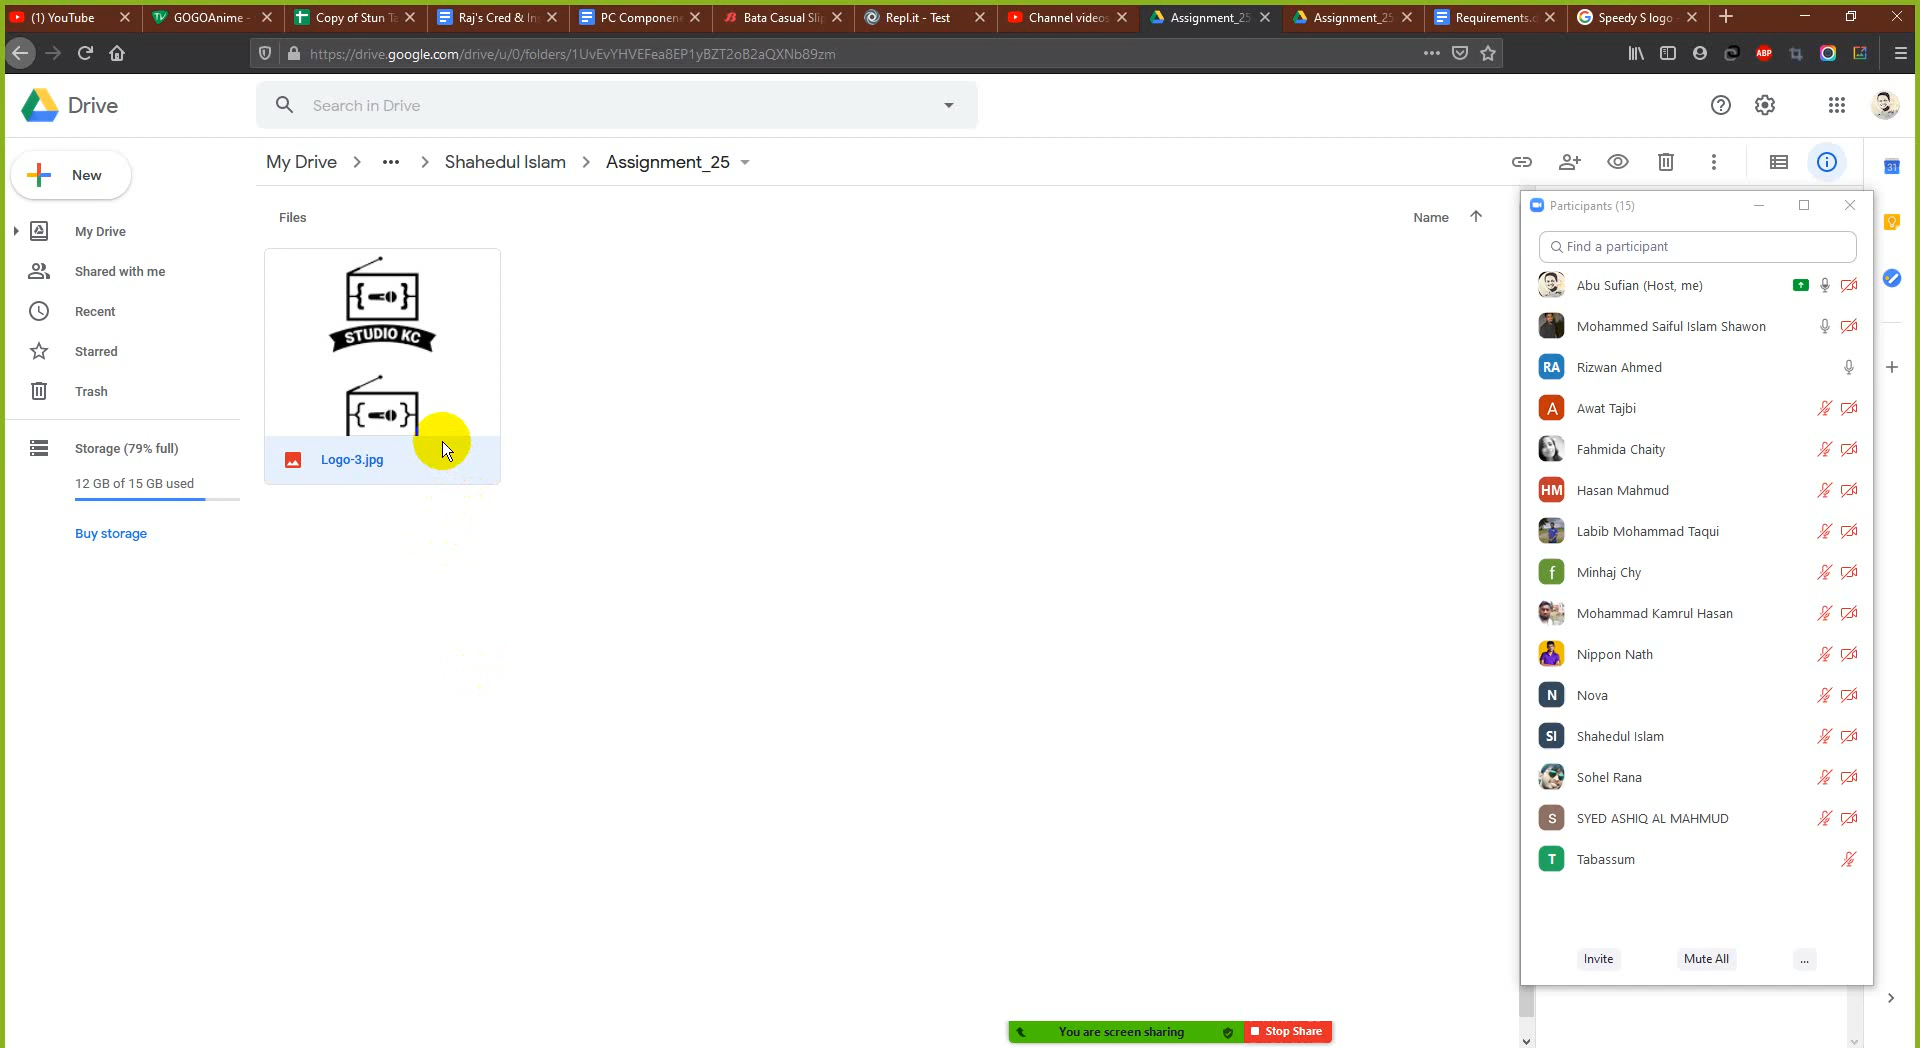 (1) YouTube
GOGOAnime -
Copy of Stun Ta
Raj's Cred & In
PC Componen
Bata Casual Slip
Repl.it - Test
Channel videos
Assignment_25
Assignment_25
Requirements.d
Speedy S logo -
https://drive.google.com/drive/u/0/folders/1UvEvYHVEFea8EP1yBZT2oB2aQXNb89zm
ABP
Drive
Search in Drive
New
My Drive
Shahedul Islam
Assignment_25
31
My Drive
Shared with me
Recent
Starred
Trash
Storage (79% full)
12 GB of 15 GB used
Buy storage
Files
Name
STUDIO KC
Logo-3.jpg
Participants (15)
Find a participant
Abu Sufian (Host, me)
Mohammed Saiful Islam Shawon
RA Rizwan Ahmed
A Awat Tajbi
Fahmida Chaity
HM Hasan Mahmud
Labib Mohammad Taqui
f Minhaj Chy
Mohammad Kamrul Hasan
Nippon Nath
N Nova
SI Shahedul Islam
Sohel Rana
S SYED ASHIQ AL MAHMUD
T Tabassum
Invite
Mute All
...
You are screen sharing
Stop Share